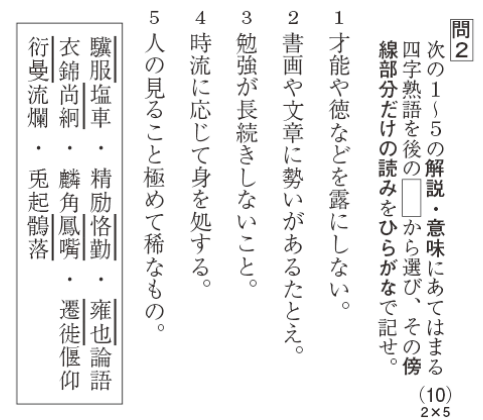 問2
次の1~5の解説・意味にあてはまる
四字熟語を後の□から選び、その傍
線部分だけの読みをひらがなで記せ。
(10)
2×5
1 才能や徳などを露にしない。
2 書画や文章に勢いがあるたとえ。
3 勉強が長続きしないこと。
4 時流に応じて身を処する。
5 人の見ること極めて稀なもの。
驥服塩車・精励恪勤・雍也論語
衣錦尚絅・麟角鳳嘴・遷徙偃仰
衍曼流爛・兎起鶻落